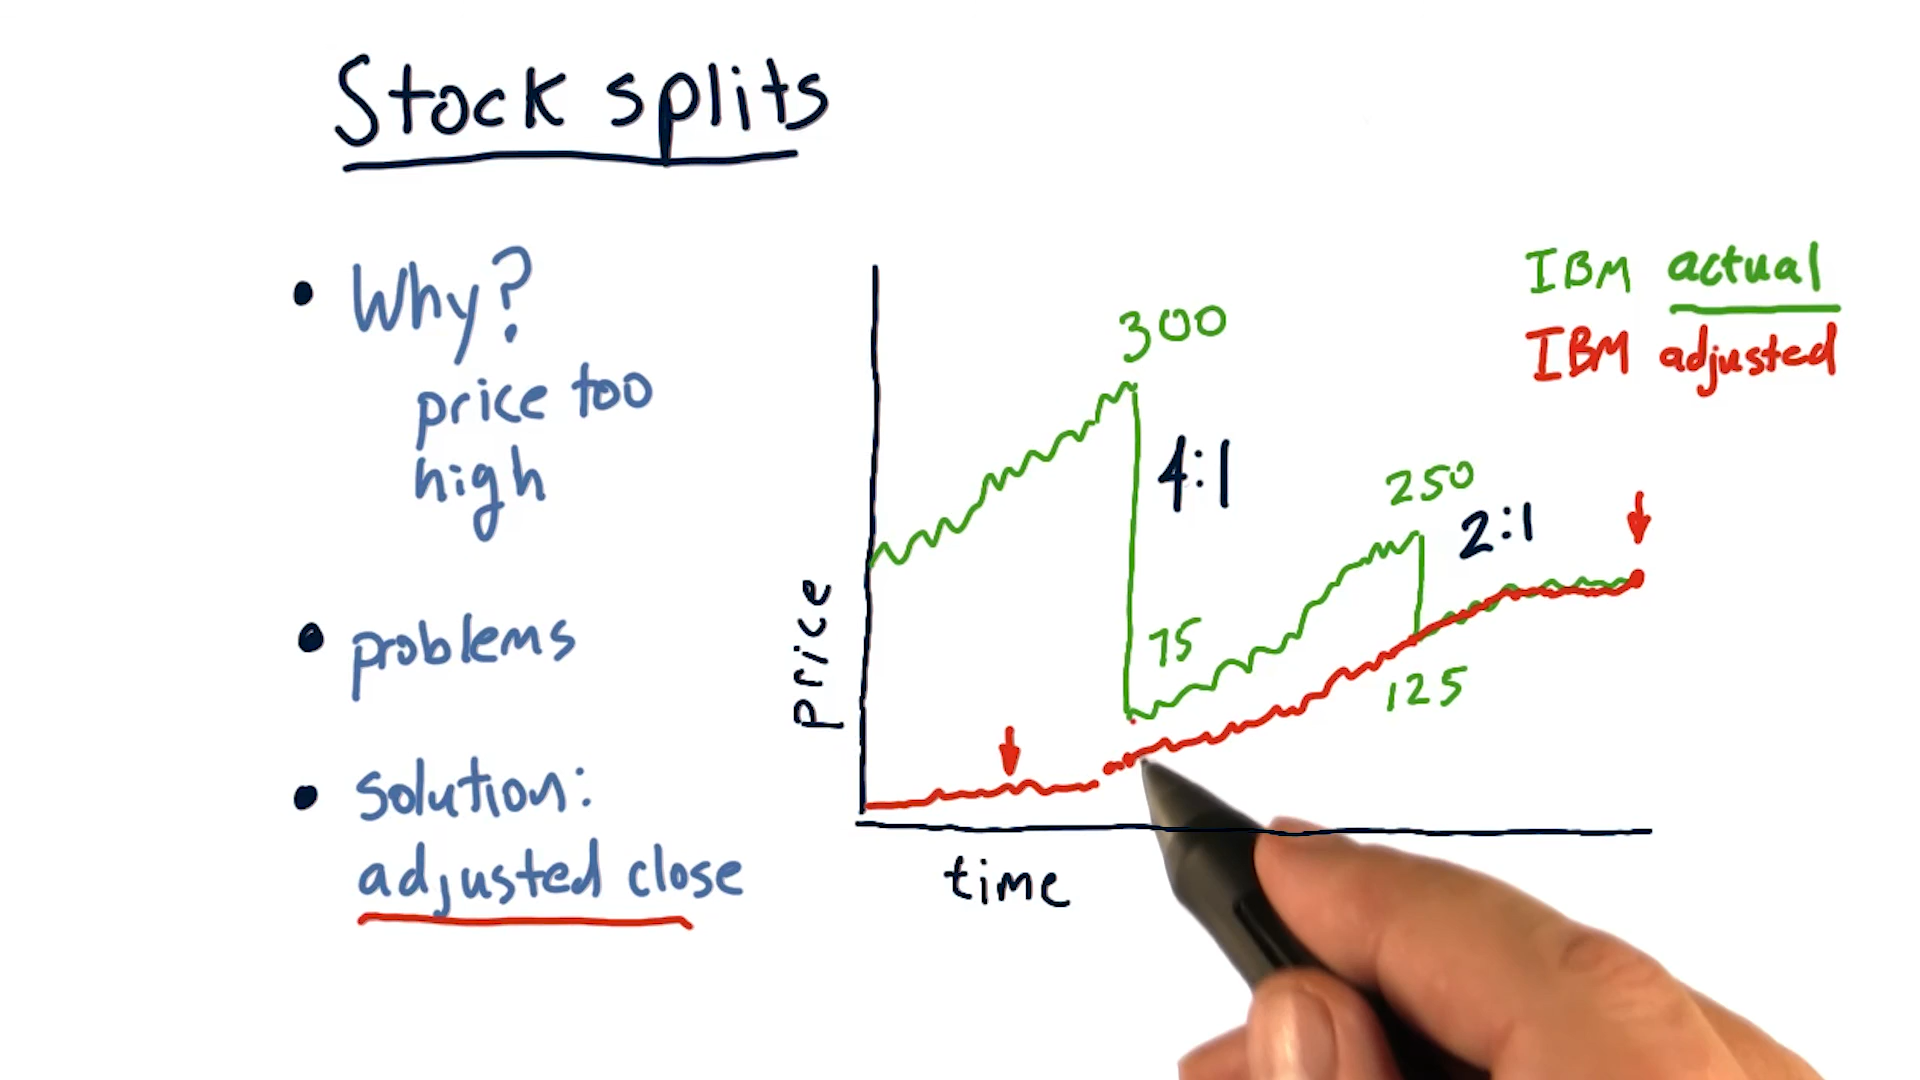 Stock splits
• Why?
price too
high
• problems
• solution:
adjusted close
IBM actual
IBM adjusted
300
4:1
250
2:1
75
125
price
time